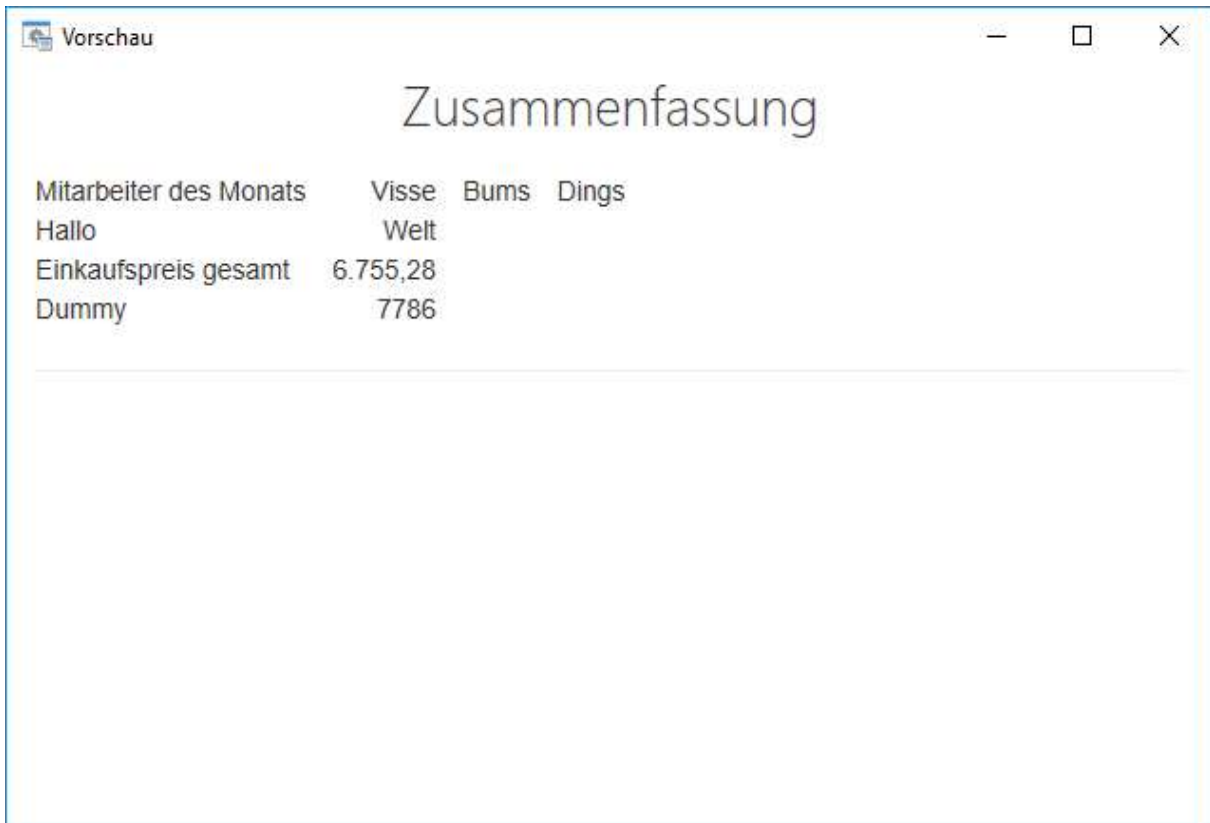 Vorschau
Zusammenfassung
Mitarbeiter des Monats Visse Bums Dings
Hallo Welt
Einkaufspreis gesamt 6.755,28
Dummy 7786